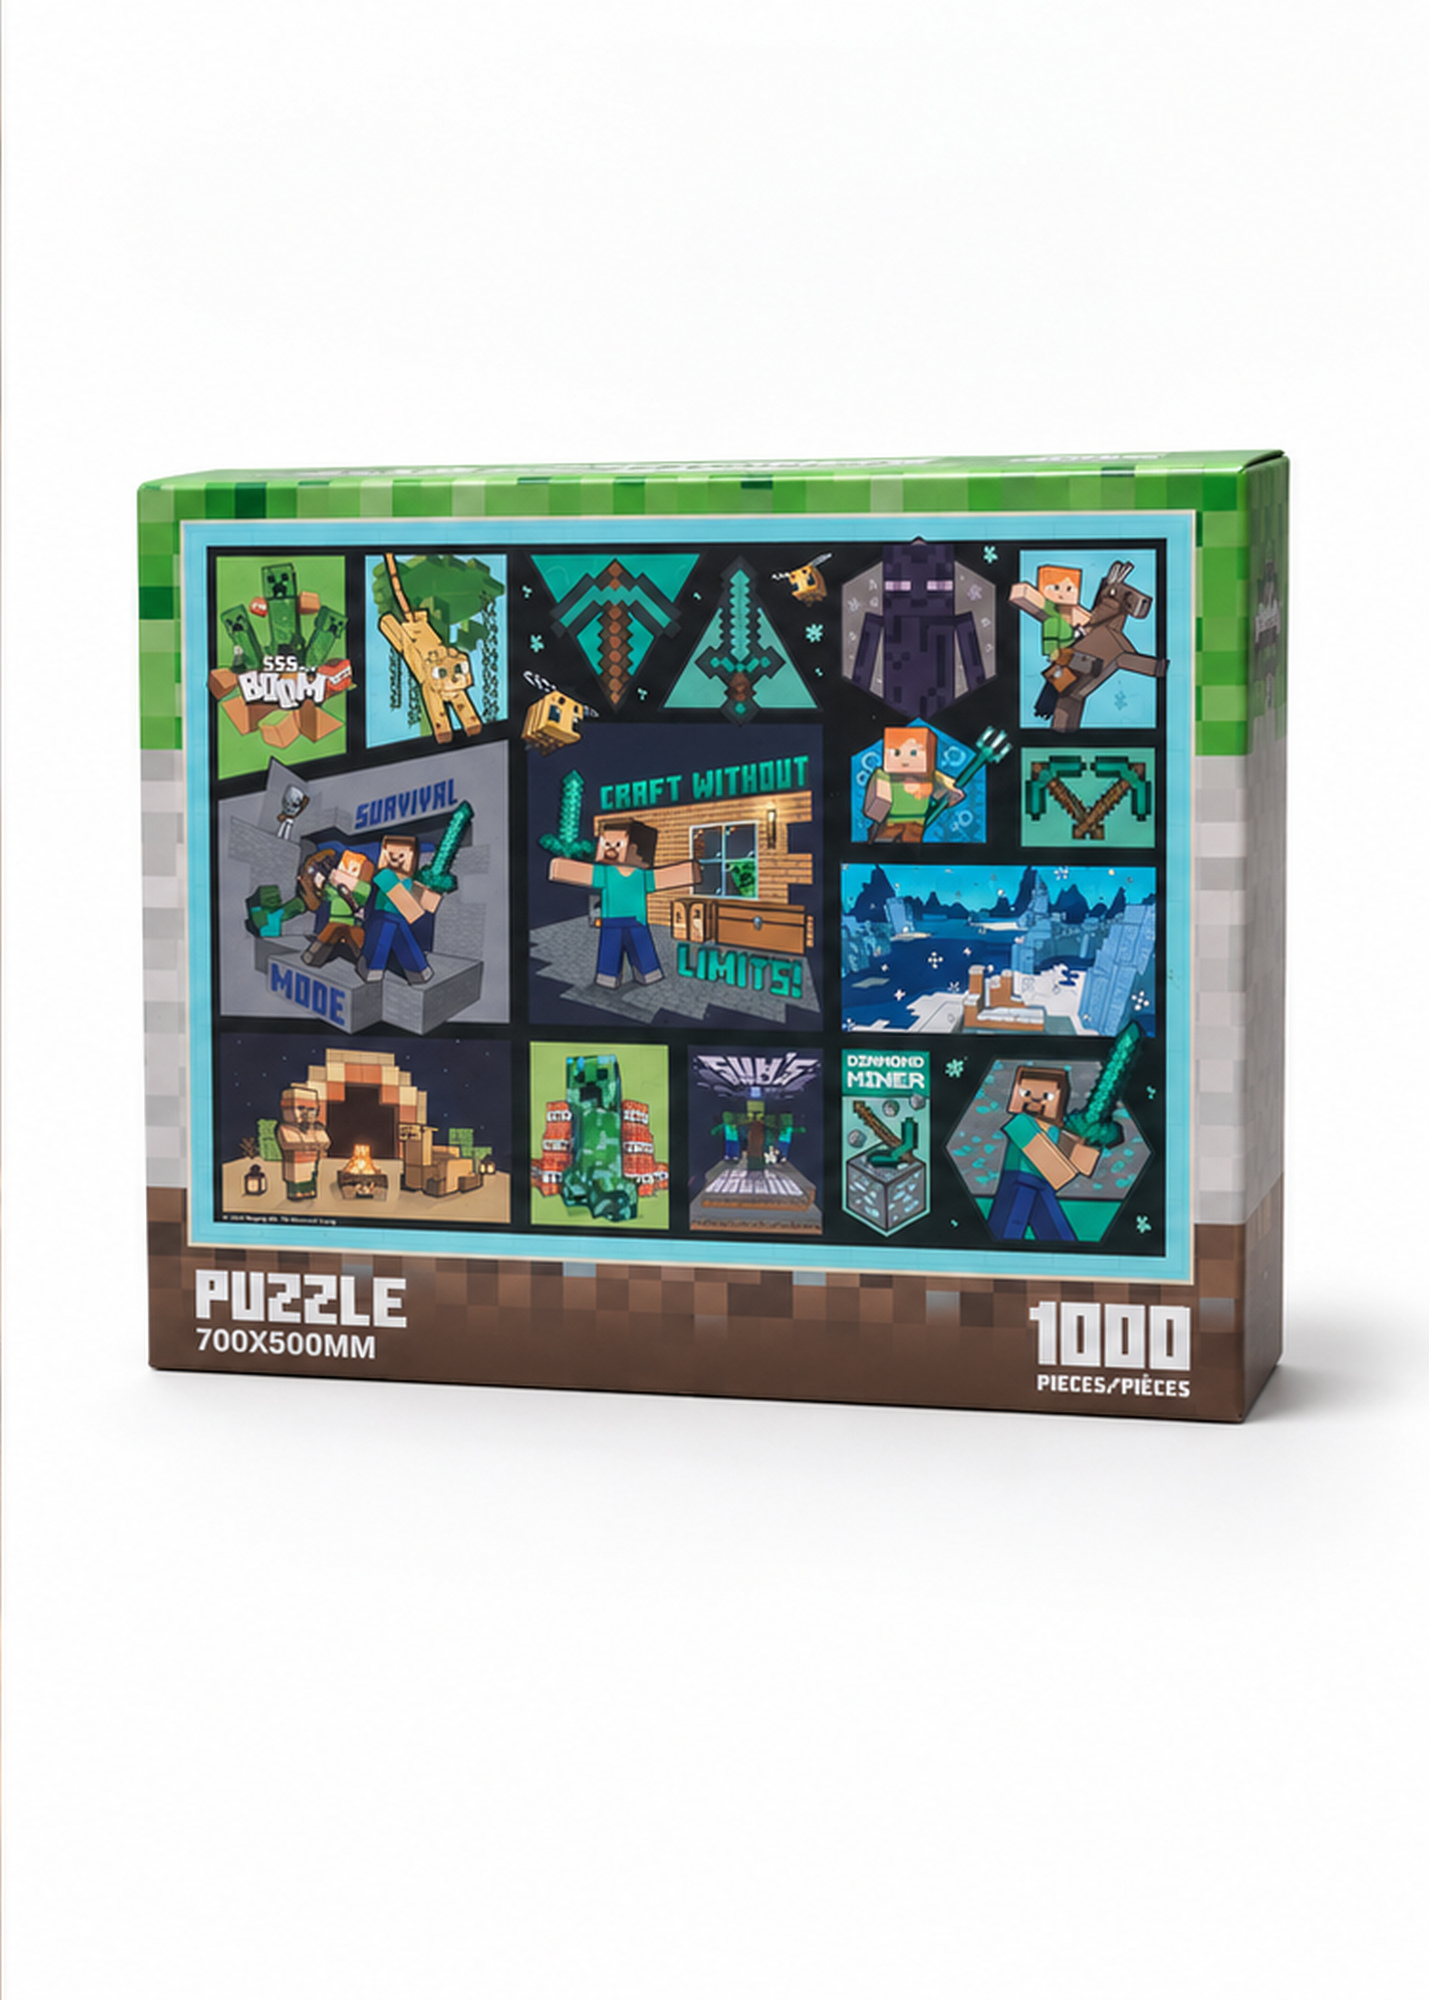 SSS...
BOOM
SURVIVAL
MODE
CRAFT WITHOUT
LIMITS!
DIAMOND
MINER
PUZZLE
700X500MM
1000
PIECES/PIÈCES